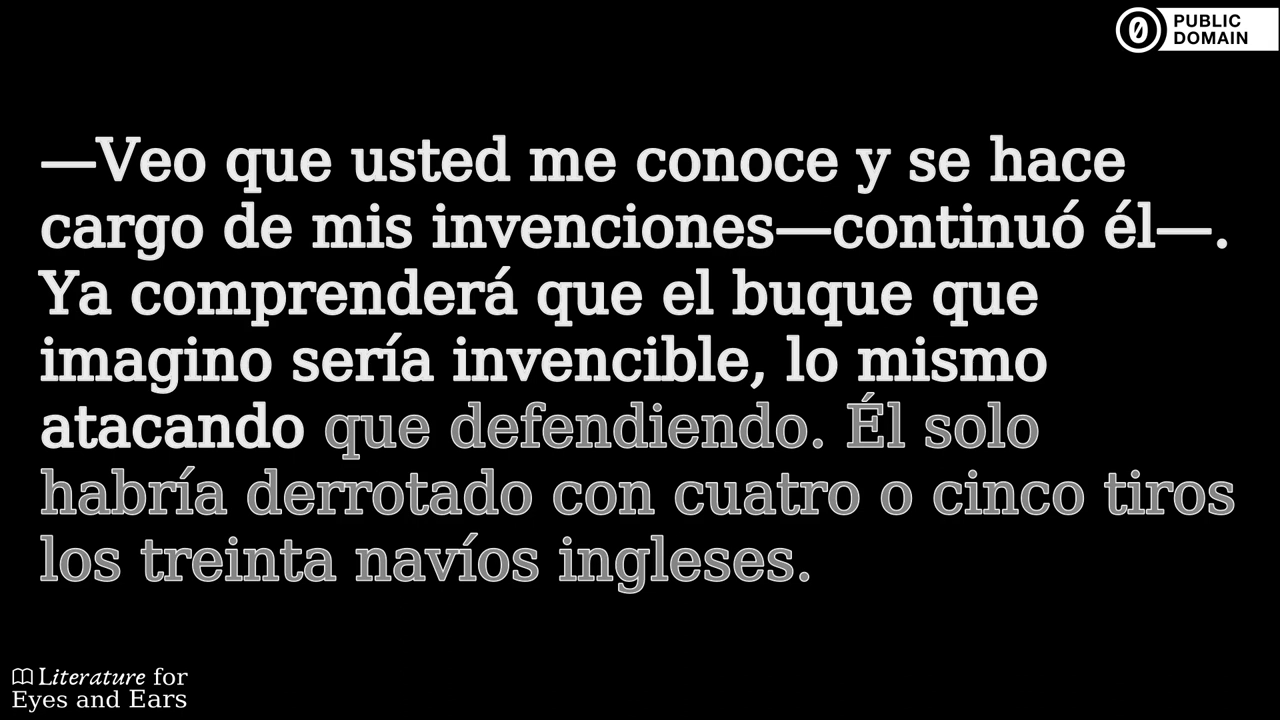 PUBLIC
DOMAIN
—Veo que usted me conoce y se hace
cargo de mis invenciones—continuó él—.
Ya comprenderá que el buque que
imagino sería invencible, lo mismo
atacando que defendiendo. Él solo
habría derrotado con cuatro o cinco tiros
los treinta navíos ingleses.
Literature for
Eyes and Ears